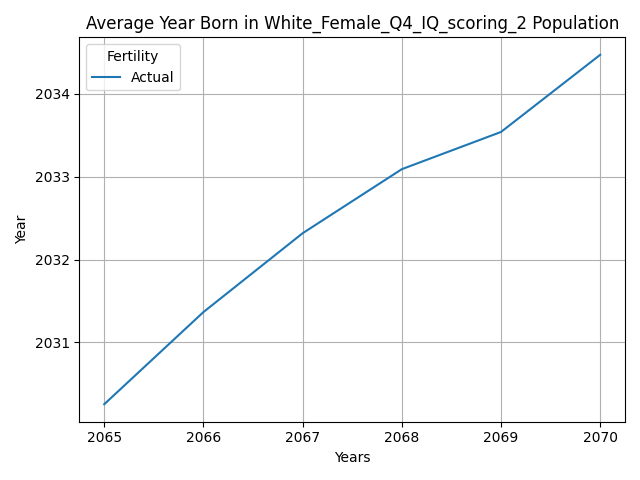 Average Year Born in White_Female_Q4_IQ_scoring_2 Population
Fertility
Actual
2034
2033
2032
2031
Year
2065 2066 2067 2068 2069 2070
Years